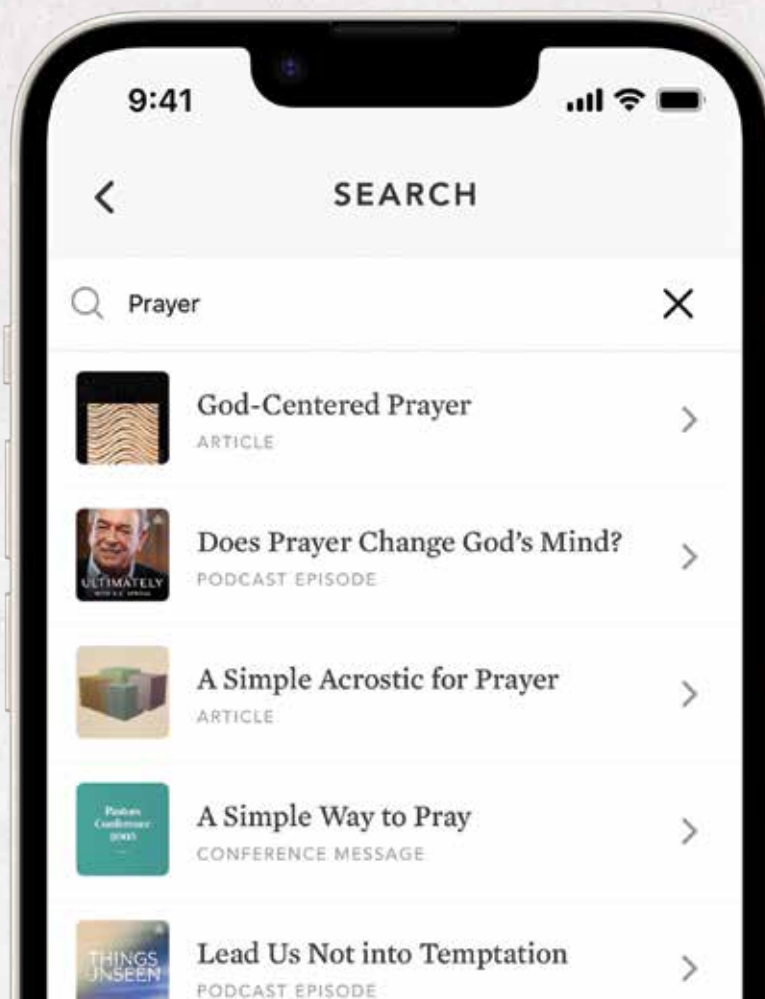 9:41
SEARCH
Prayer
God-Centered Prayer
ARTICLE
Does Prayer Change God’s Mind?
PODCAST EPISODE
ULTIMATELY
WITH R.C. SPROUL
A Simple Acrostic for Prayer
ARTICLE
A Simple Way to Pray
CONFERENCE MESSAGE
Pastors
Conference
Lead Us Not into Temptation
PODCAST EPISODE
THINGS
UNSEEN